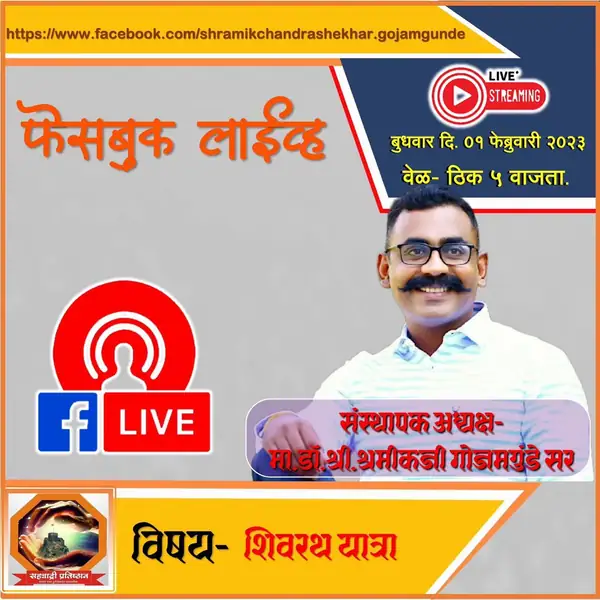 https://www.facebook.com/shramikchandrashekhar.gojamgunde
LIVE
STREAMING
बुधवार दि. ०१ फेब्रुवारी २०२३
वेळ- ठिक ५ वाजता.
फेसबुक लाईव्ह
f LIVE
संस्थापक अध्यक्ष-
मा.डॉ.श्री.श्रमीकजी गोजमगुंडे सर
विषय- शिवरथ यात्रा
सह्याद्री प्रतिष्ठान